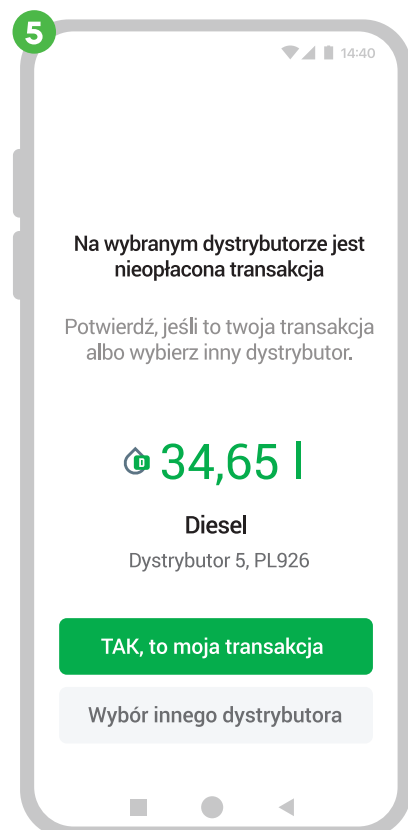 5
14:40
Na wybranym dystrybutorze jest
nieopłacona transakcja
Potwierdź, jeśli to twoja transakcja
albo wybierz inny dystrybutor.
34,65 l
Diesel
Dystrybutor 5, PL926
TAK, to moja transakcja
Wybór innego dystrybutora